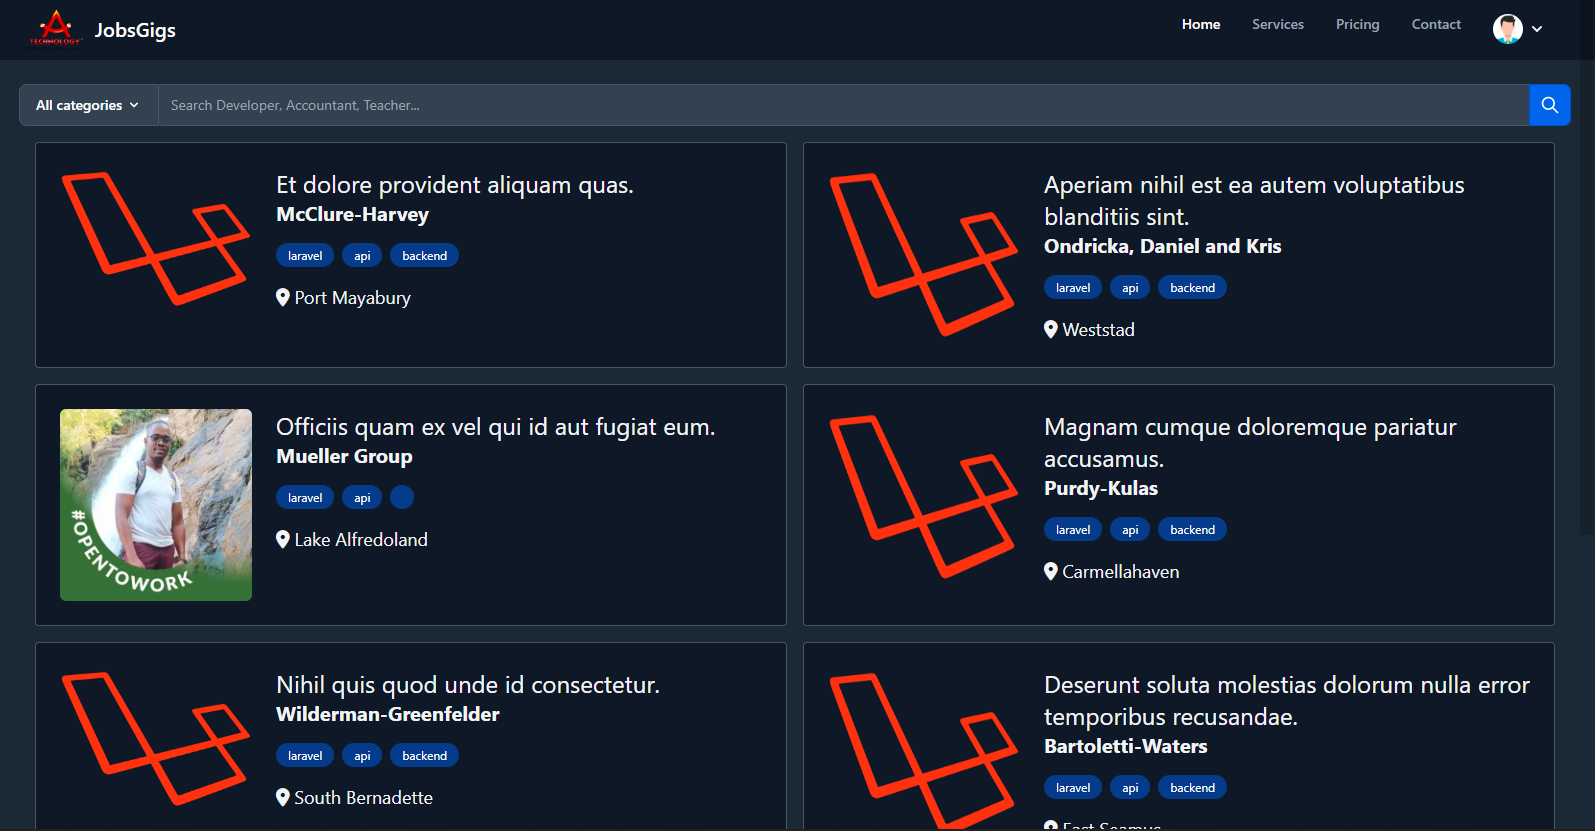 TECHNOLOGY
JobsGigs
Home
Services
Pricing
Contact
All categories
Search Developer, Accountant, Teacher...
Et dolore provident aliquam quas.
McClure-Harvey
laravel api backend
Port Mayabury
Aperiam nihil est ea autem voluptatibus
blanditiis sint.
Ondricka, Daniel and Kris
laravel api backend
Weststad
#OPENTOWORK
Officiis quam ex vel qui id aut fugiat eum.
Mueller Group
laravel api
Lake Alfredoland
Magnam cumque doloremque pariatur
accusamus.
Purdy-Kulas
laravel api backend
Carmellahaven
Nihil quis quod unde id consectetur.
Wilderman-Greenfelder
laravel api backend
South Bernadette
Deserunt soluta molestias dolorum nulla error
temporibus recusandae.
Bartoletti-Waters
laravel api backend
East Seamus